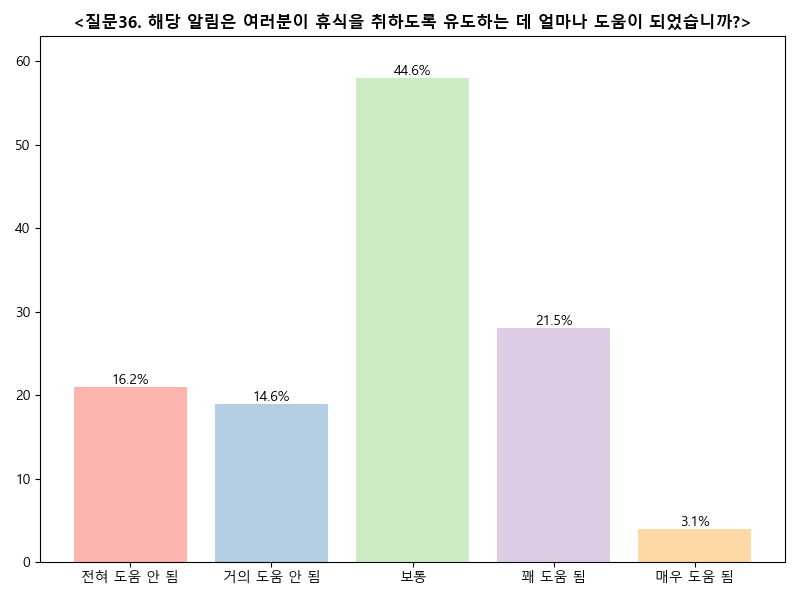 <질문36. 해당 알림은 여러분이 휴식을 취하도록 유도하는 데 얼마나 도움이 되었습니까?>
60
50
40
30
20
10
0
16.2%
14.6%
44.6%
21.5%
3.1%
전혀 도움 안 됨
거의 도움 안 됨
보통
꽤 도움 됨
매우 도움 됨